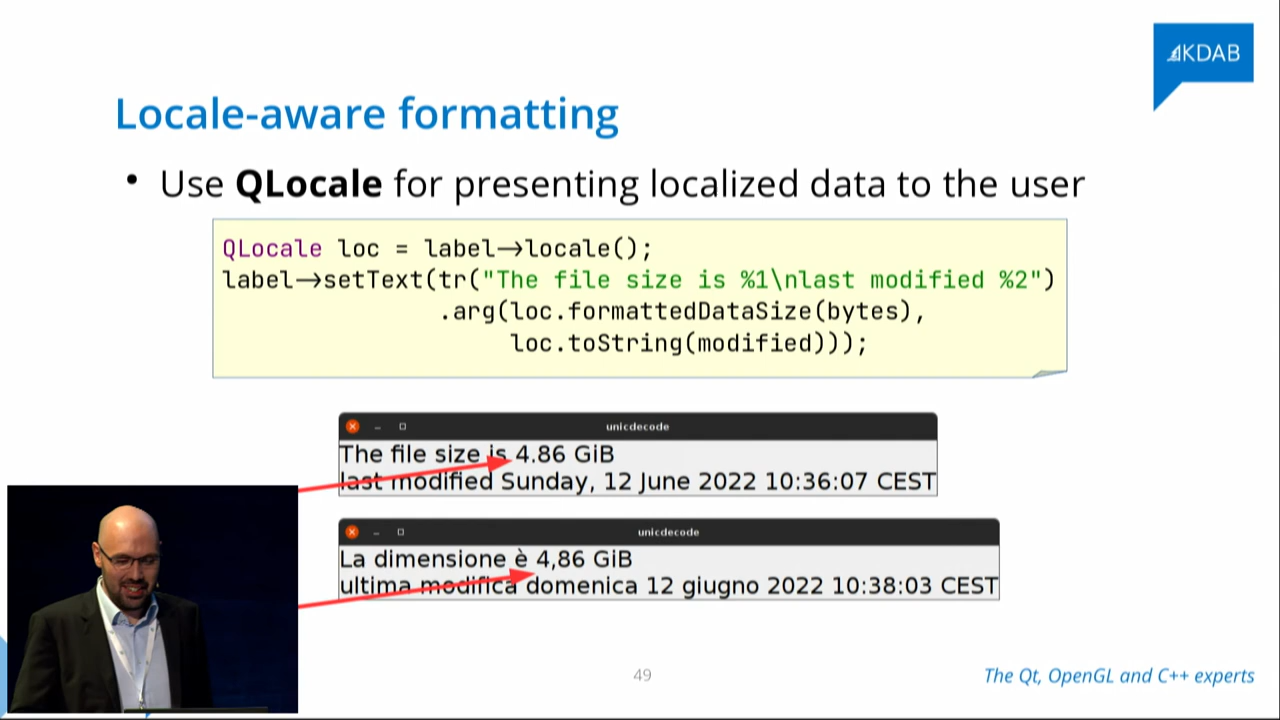 KDAB
Locale-aware formatting
• Use QLocale for presenting localized data to the user
QLocale loc = label→locale();
label→setText(tr("The file size is %1\nlast modified %2")
.arg(loc.formattedDataSize(bytes),
loc.toString(modified)));
unicdecode
The file size is 4.86 GiB
last modified Sunday, 12 June 2022 10:36:07 CEST
unicdecode
La dimensione è 4,86 GiB
ultima modifica domenica 12 giugno 2022 10:38:03 CEST
49
The Qt, OpenGL and C++ experts